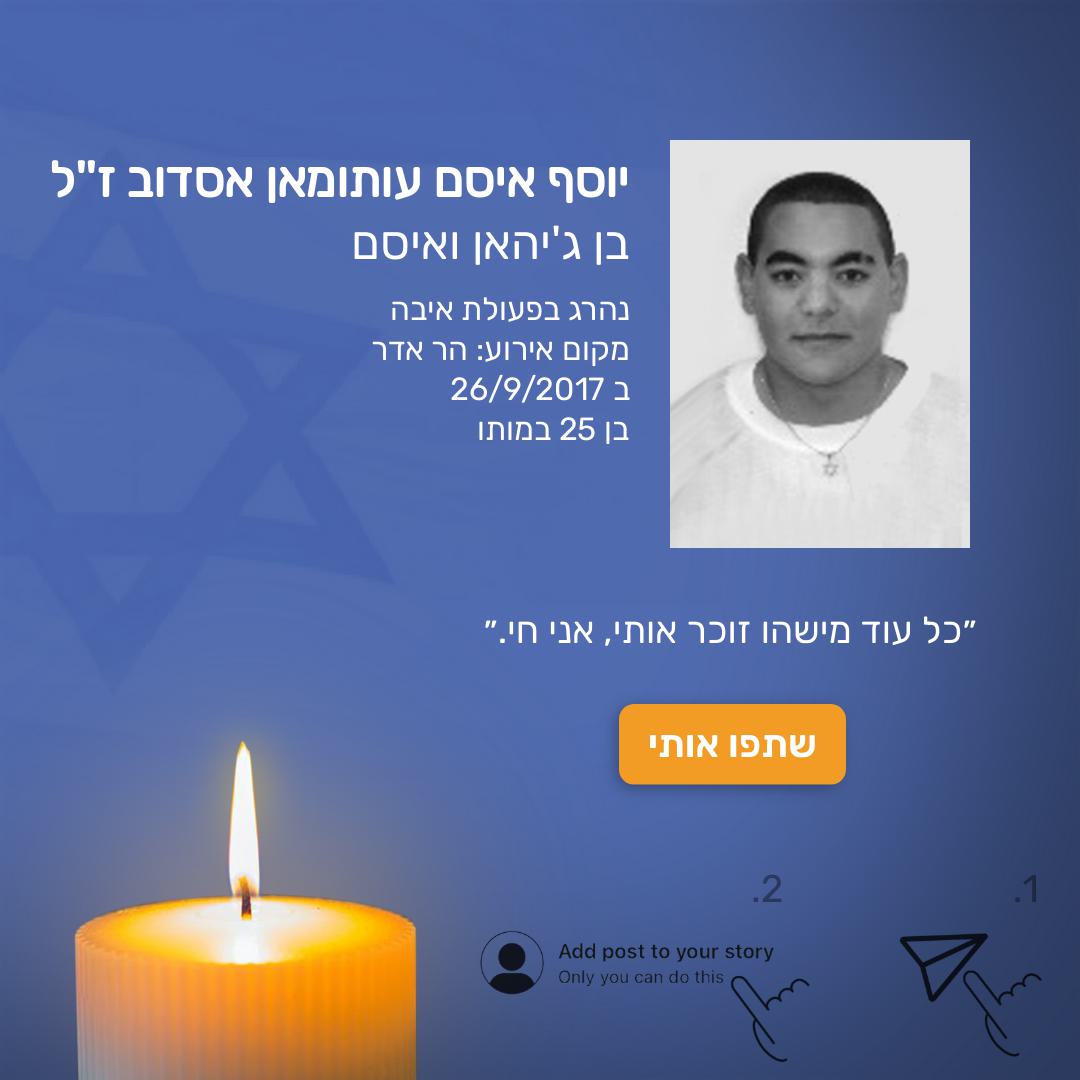 יוסף איסם עותומאן אסדוב ז"ל
בן ג'יהאן ואיסם
נהרג בפעולת איבה
מקום אירוע: הר אדר
ב 26/9/2017
בן 25 במותו
״כל עוד מישהו זוכר אותי, אני חי.״
שתפו אותי
1.
2.
Add post to your story
Only you can do this